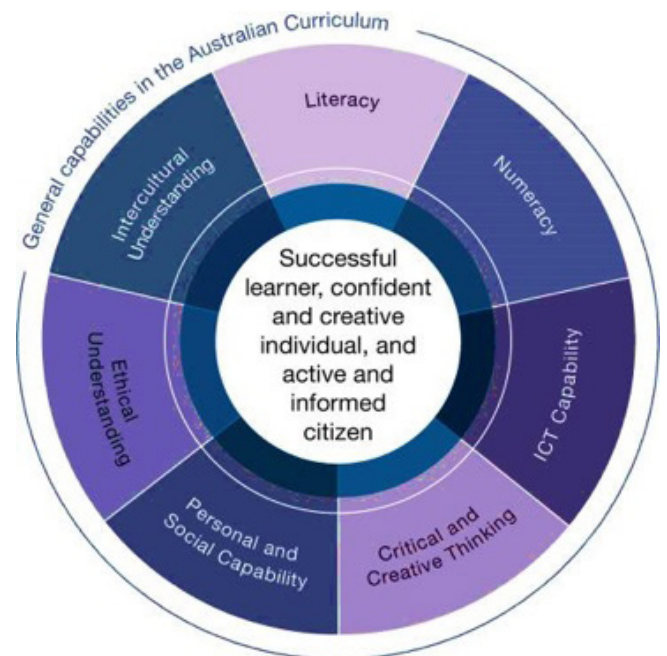 General capabilities in the Australian Curriculum
Literacy
Numeracy
ICT Capability
Critical and
Creative Thinking
Personal and
Social Capability
Ethical
Understanding
Intercultural
Understanding
Successful
learner, confident
and creative
individual, and
active and
informed
citizen